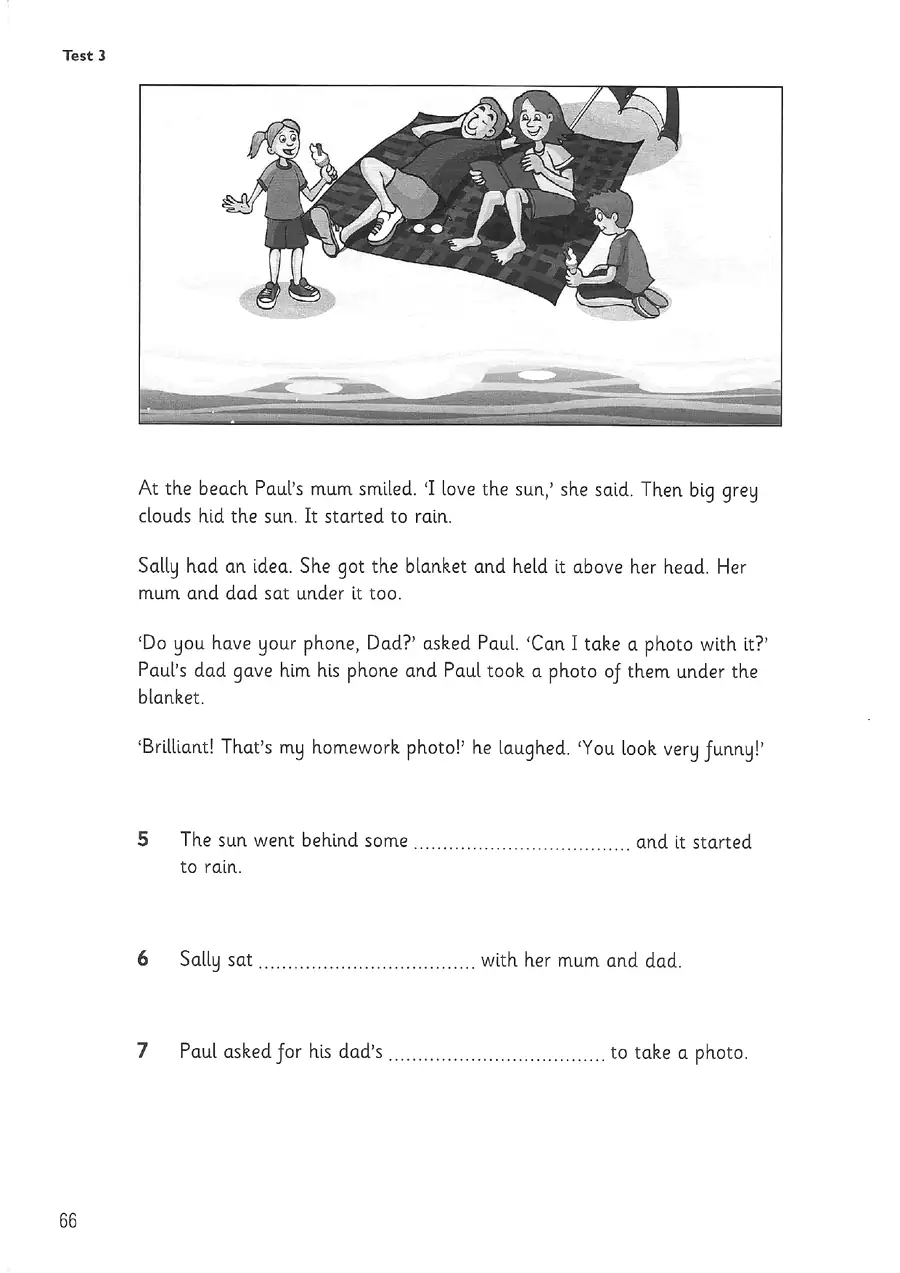 Test 3
At the beach Paul's mum smiled. 'I love the sun,' she said. Then big grey
clouds hid the sun. It started to rain.
Sally had an idea. She got the blanket and held it above her head. Her
mum and dad sat under it too.
'Do you have your phone, Dad?' asked Paul. 'Can I take a photo with it?'
Paul's dad gave him his phone and Paul took a photo of them under the
blanket.
'Brilliant! That's my homework photo!' he laughed. 'You look very funny!'
5 The sun went behind some .................................... and it started
to rain.
6 Sally sat .................................... with her mum and dad.
7 Paul asked for his dad's .................................... to take a photo.
66